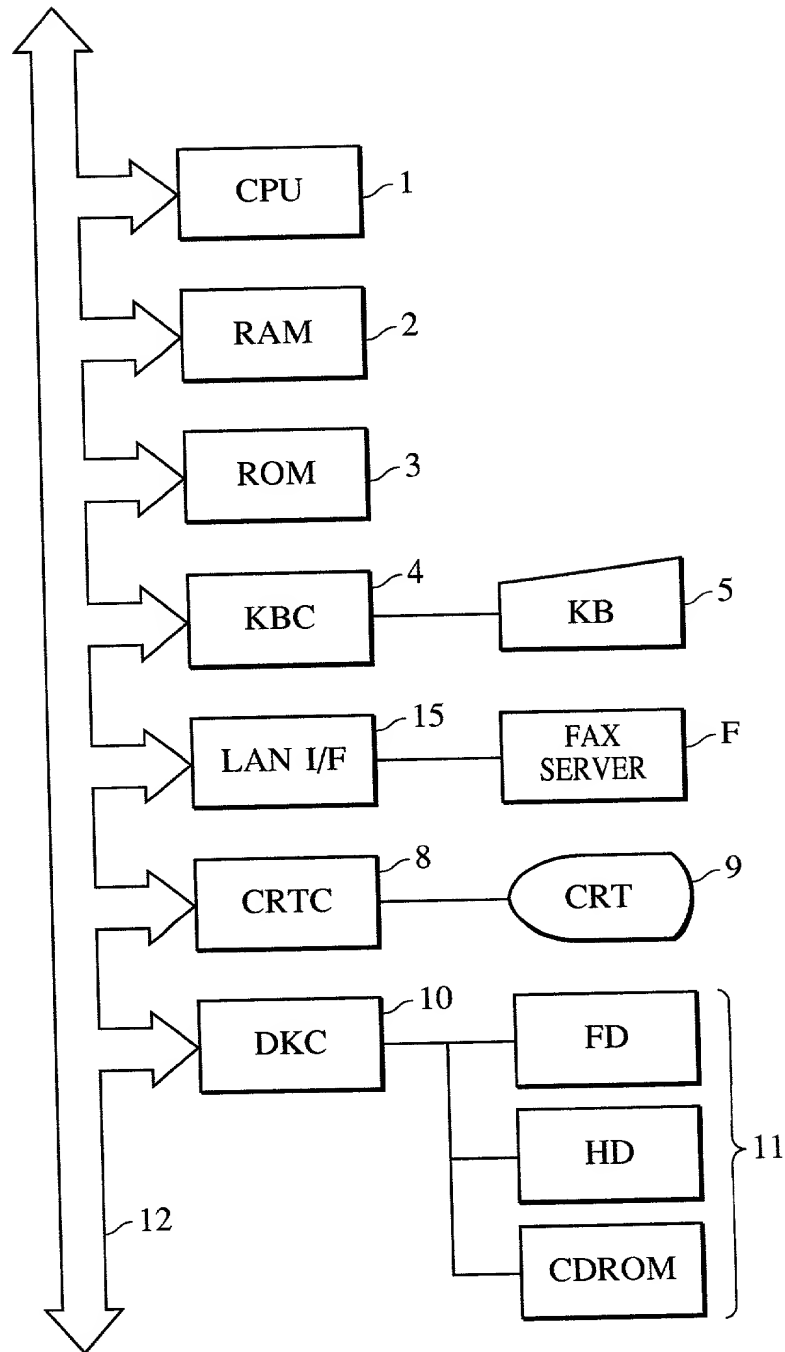 CPU
1
RAM
2
ROM
3
KBC
4
KB
5
LAN I/F
15
FAX
SERVER
F
CRTC
8
CRT
9
DKC
10
FD
HD
CDROM
11
12